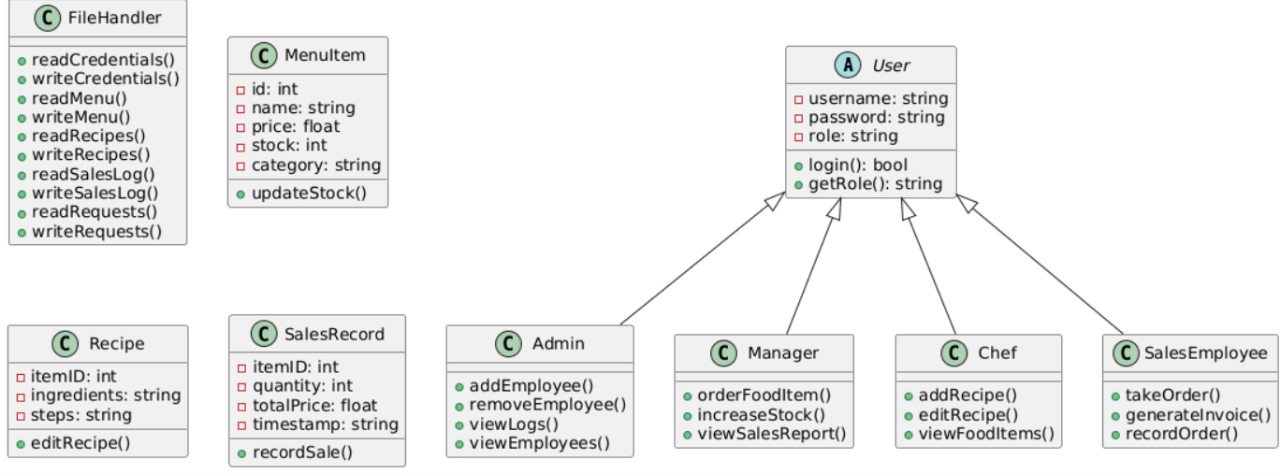 C FileHandler
readCredentials()
writeCredentials()
readMenu()
writeMenu()
readRecipes()
writeRecipes()
readSalesLog()
writeSalesLog()
readRequests()
writeRequests()
C MenuItem
id: int
name: string
price: float
stock: int
category: string
updateStock()
A User
username: string
password: string
role: string
login(): bool
getRole(): string
C Recipe
itemID: int
ingredients: string
steps: string
editRecipe()
C SalesRecord
itemID: int
quantity: int
totalPrice: float
timestamp: string
recordSale()
C Admin
addEmployee()
removeEmployee()
viewLogs()
viewEmployees()
C Manager
orderFoodItem()
increaseStock()
viewSalesReport()
C Chef
addRecipe()
editRecipe()
viewFoodItems()
C SalesEmployee
takeOrder()
generateInvoice()
recordOrder()